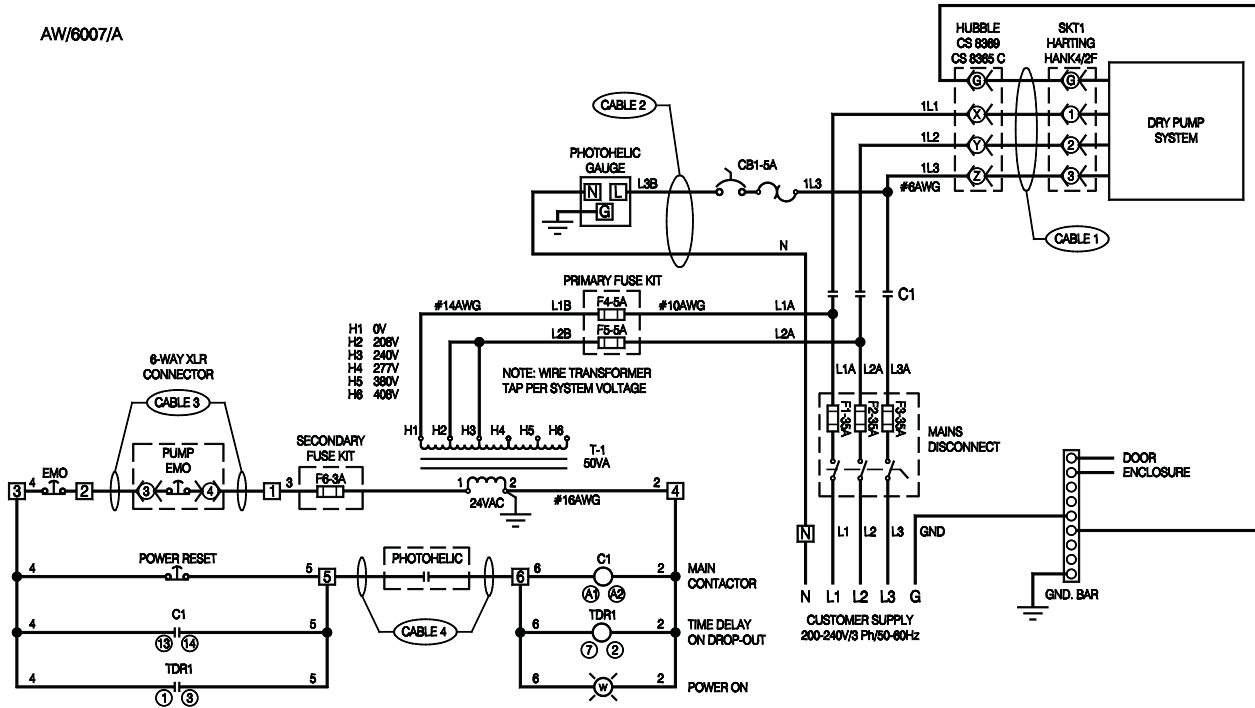 AW/6007/A
HUBBLE
CS 8369
CS 8365 C
SKT1
HARTING
HANK4/2F
G
G
1L1
X
1
1L2
Y
2
1L3
Z
3
#6AWG
DRY PUMP
SYSTEM
CABLE 1
CABLE 2
PHOTOHELIC
GAUGE
N
L
G
L3B
CB1-5A
1L3
N
C1
PRIMARY FUSE KIT
#14AWG
L1B
F4-5A
#10AWG
L1A
L2B
F5-5A
L2A
H1 0V
H2 208V
H3 240V
H4 277V
H5 380V
H6 408V
NOTE: WIRE TRANSFORMER
TAP PER SYSTEM VOLTAGE
L1A
L2A
L3A
F1-35A
F2-35A
F3-35A
MAINS
DISCONNECT
6-WAY XLR
CONNECTOR
CABLE 3
H1
H2
H3
H4
H5
H6
T-1
50VA
PUMP
EMO
SECONDARY
FUSE KIT
EMO
3
4
2
3
4
1
3
F6-3A
1
24VAC
2
#16AWG
2
4
DOOR
ENCLOSURE
N
L1
L2
L3
GND
GND. BAR
N
L1
L2
L3
G
CUSTOMER SUPPLY
200-240V/3 Ph/50-60Hz
4
POWER RESET
5
5
PHOTOHELIC
6
6
C1
A1
A2
2
MAIN
CONTACTOR
4
C1
13
14
5
CABLE 4
6
TDR1
7
2
2
TIME DELAY
ON DROP-OUT
4
TDR1
1
3
5
6
W
2
POWER ON